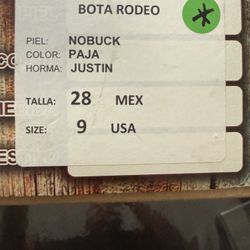 BOTA RODEO
PIEL: NOBUCK
COLOR: PAJA
HORMA: JUSTIN
TALLA: 28 MEX
SIZE: 9 USA